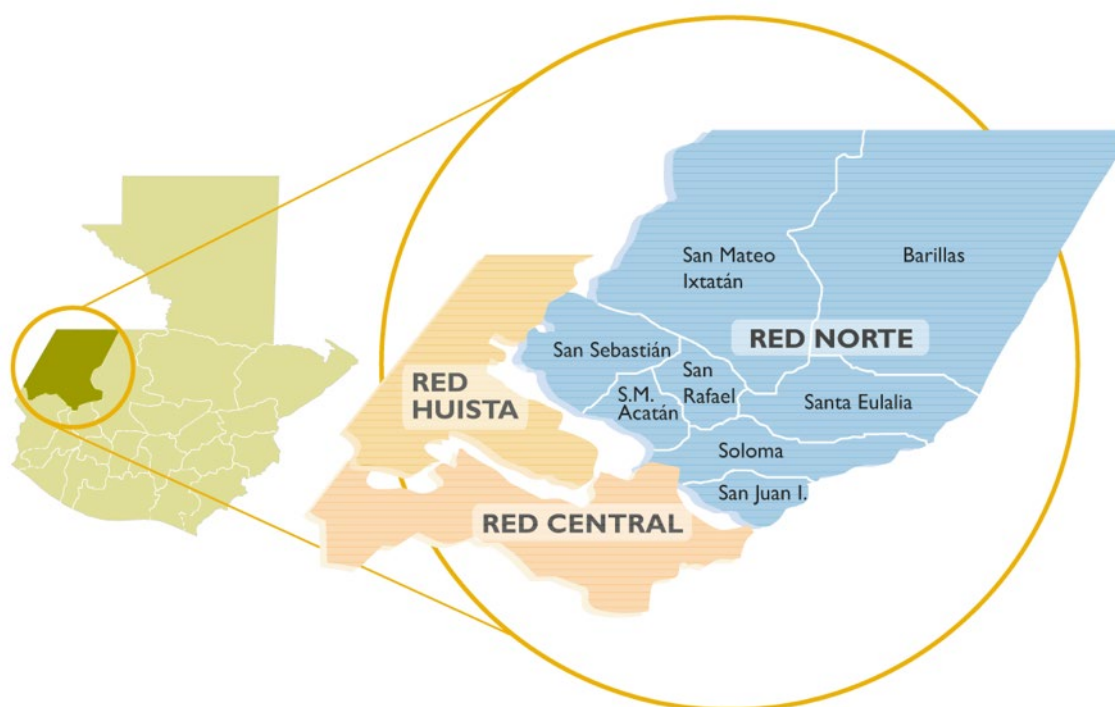 San Mateo
Ixtatán
Barillas
RED NORTE
San Sebastián
San
Rafael
RED
HUISTA
S.M.
Acatán
Santa Eulalia
Soloma
San Juan I.
RED CENTRAL